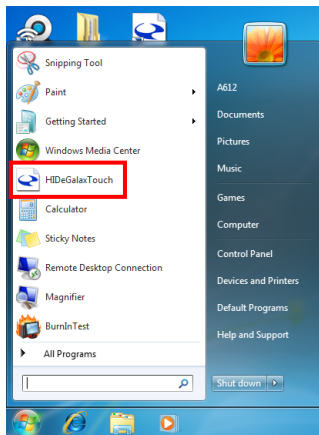 Snipping Tool
Paint
Getting Started
Windows Media Center
HIDeGalaxTouch
Calculator
Sticky Notes
Remote Desktop Connection
Magnifier
BurnInTest
All Programs
A612
Documents
Pictures
Music
Games
Computer
Control Panel
Devices and Printers
Default Programs
Help and Support
Shut down